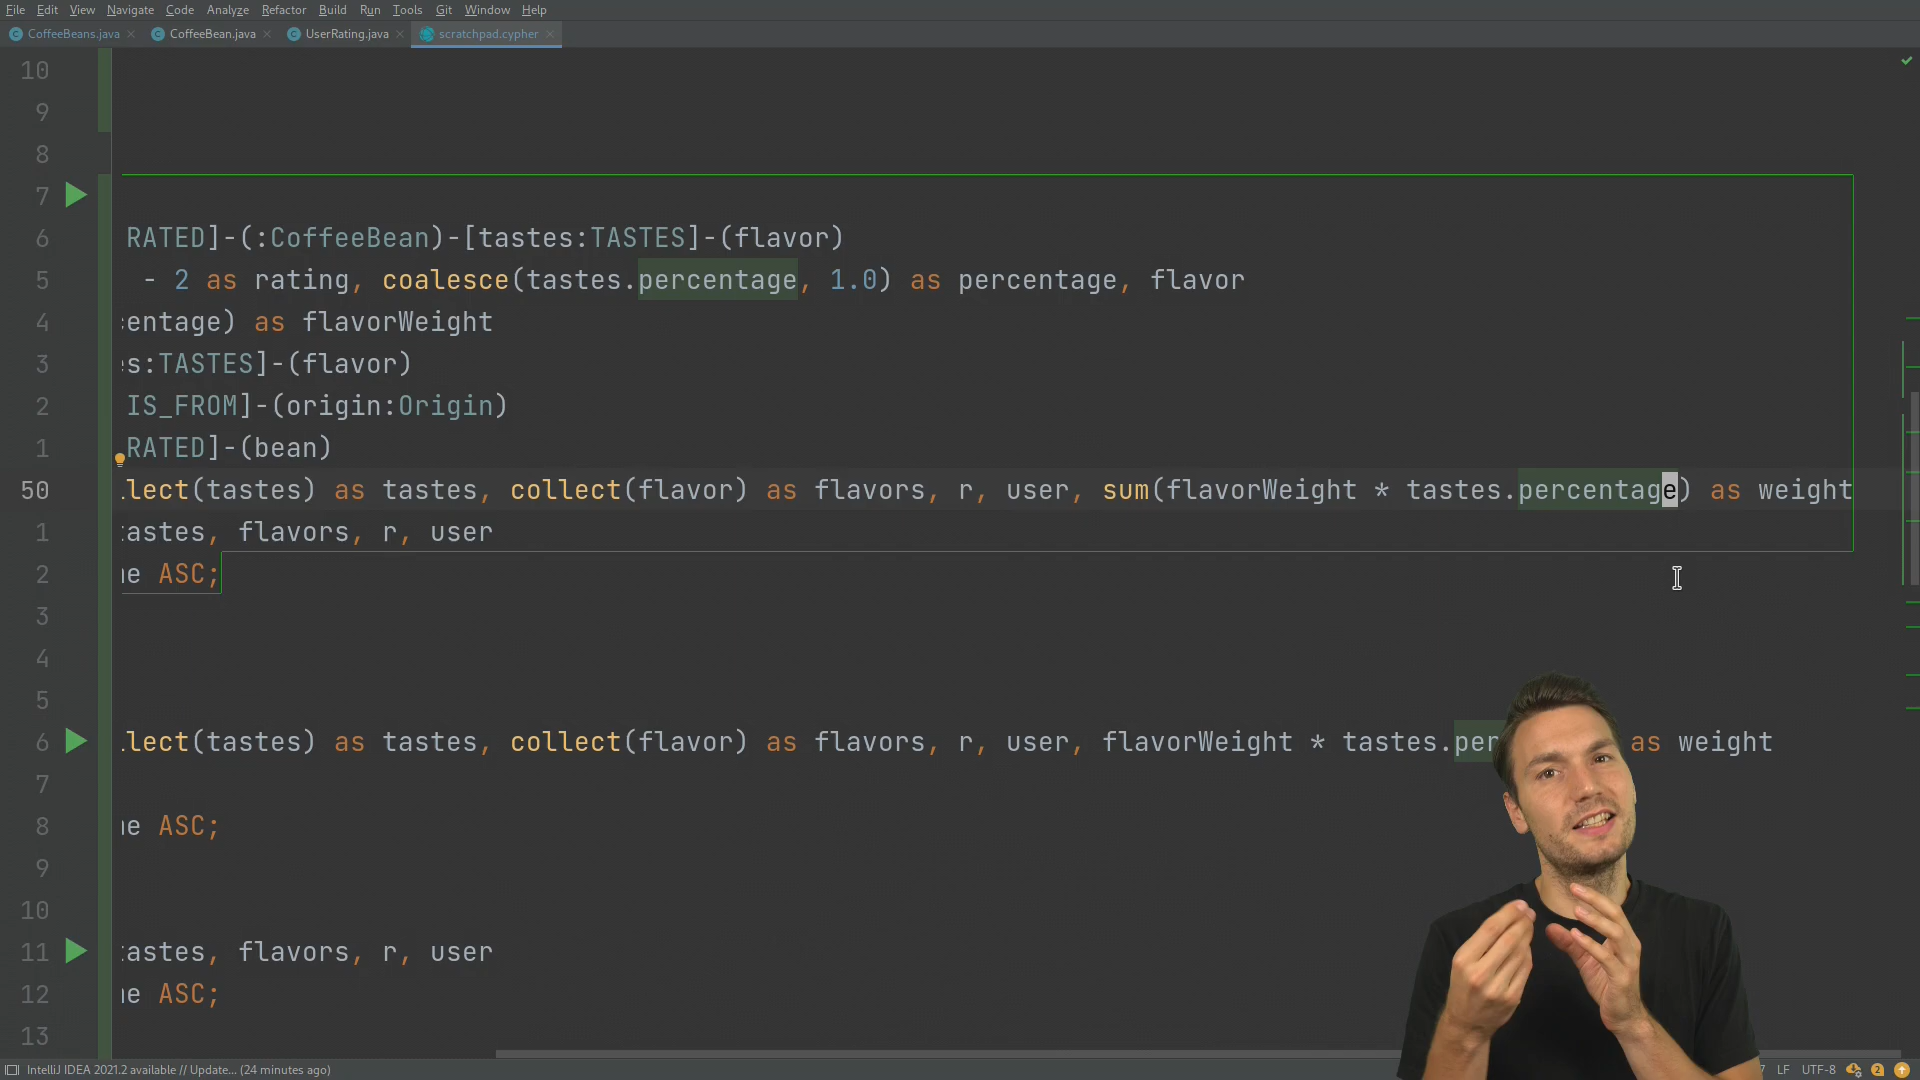 File Edit View Navigate Code Analyze Refactor Build Run Tools Git Window Help
CoffeeBeans.java CoffeeBean.java UserRating.java scratchpad.cypher
10
9
8
7
6 RATED]-(:CoffeeBean)-[tastes:TASTES]-(flavor)
5 - 2 as rating, coalesce(tastes.percentage, 1.0) as percentage, flavor
4 entage) as flavorWeight
3 s:TASTES]-(flavor)
2 IS_FROM]-(origin:Origin)
1 RATED]-(bean)
50 llect(tastes) as tastes, collect(flavor) as flavors, r, user, sum(flavorWeight * tastes.percentage) as weight
1 tastes, flavors, r, user
2 e ASC;
3
4
5
6 llect(tastes) as tastes, collect(flavor) as flavors, r, user, flavorWeight * tastes.per as weight
7
8 e ASC;
9
10
11 tastes, flavors, r, user
12 e ASC;
13
IntelliJ IDEA 2021.2 available // Update... (24 minutes ago) LF UTF-8 2